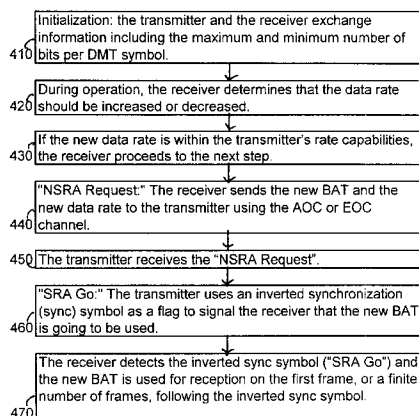 Initialization: the transmitter and the receiver exchange
information including the maximum and minimum number of
bits per DMT symbol.
410
During operation, the receiver determines that the data rate
should be increased or decreased.
420
If the new data rate is within the transmitter's rate capabilities,
the receiver proceeds to the next step.
430
"NSRA Request:" The receiver sends the new BAT and the
new data rate to the transmitter using the AOC or EOC
channel.
440
450
The transmitter receives the “NSRA Request”.
"SRA Go:" The transmitter uses an inverted synchronization
(sync) symbol as a flag to signal the receiver that the new BAT
is going to be used.
460
The receiver detects the inverted sync symbol ("SRA Go") and
the new BAT is used for reception on the first frame, or a finite
number of frames, following the inverted sync symbol.
470